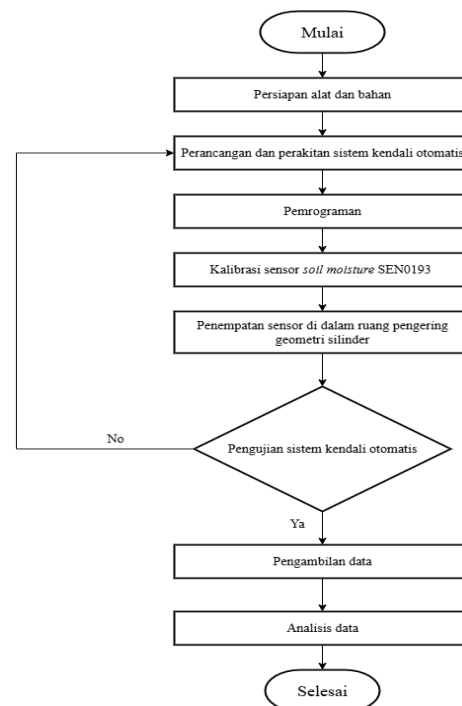 Mulai
Persiapan alat dan bahan
Perancangan dan perakitan sistem kendali otomatis
Pemrograman
Kalibrasi sensor soil moisture SEN0193
Penempatan sensor di dalam ruang pengering
geometri silinder
No
Pengujian sistem kendali otomatis
Ya
Pengambilan data
Analisis data
Selesai